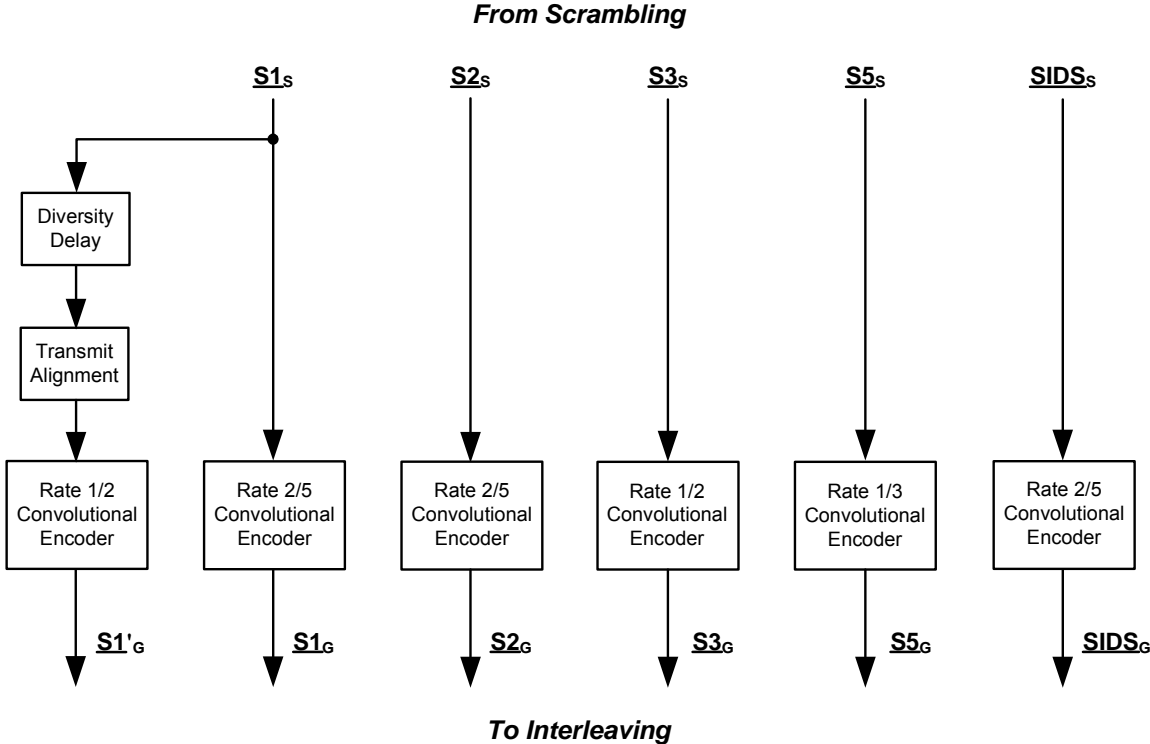 From Scrambling
S1S
S2S
S3S
S5S
SIDSS
Diversity
Delay
Transmit
Alignment
Rate 1/2
Convolutional
Encoder
Rate 2/5
Convolutional
Encoder
Rate 2/5
Convolutional
Encoder
Rate 1/2
Convolutional
Encoder
Rate 1/3
Convolutional
Encoder
Rate 2/5
Convolutional
Encoder
S1'G
S1G
S2G
S3G
S5G
SIDSG
To Interleaving